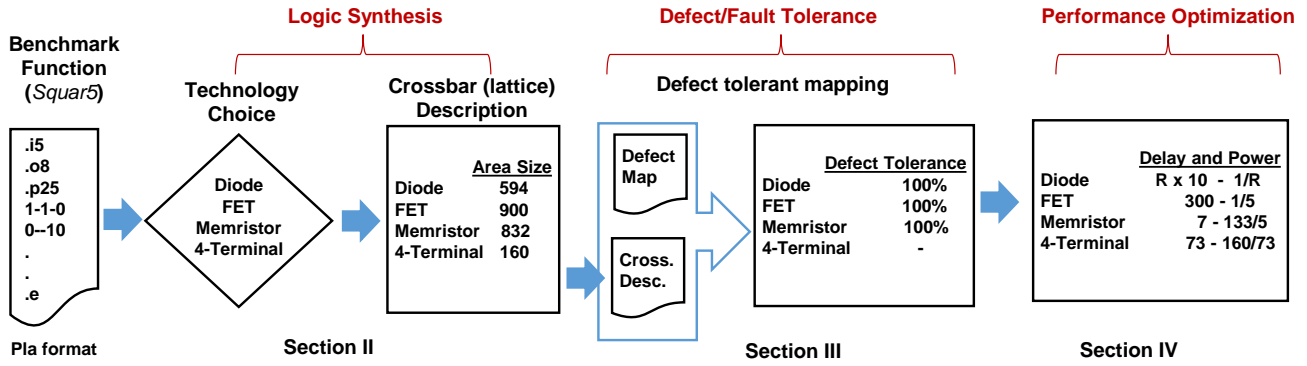 Logic Synthesis
Defect/Fault Tolerance
Performance Optimization
Benchmark
Function
(Squar5)
.i5
.o8
.p25
1-1-0
0--10
.
.
.e
Pla format
Technology
Choice
Diode
FET
Memristor
4-Terminal
Crossbar (lattice)
Description
Area Size
Diode 594
FET 900
Memristor 832
4-Terminal 160
Section II
Defect tolerant mapping
Defect
Map
Cross.
Desc.
Defect Tolerance
Diode 100%
FET 100%
Memristor 100%
4-Terminal -
Section III
Delay and Power
Diode R x 10 - 1/R
FET 300 - 1/5
Memristor 7 - 133/5
4-Terminal 73 - 160/73
Section IV